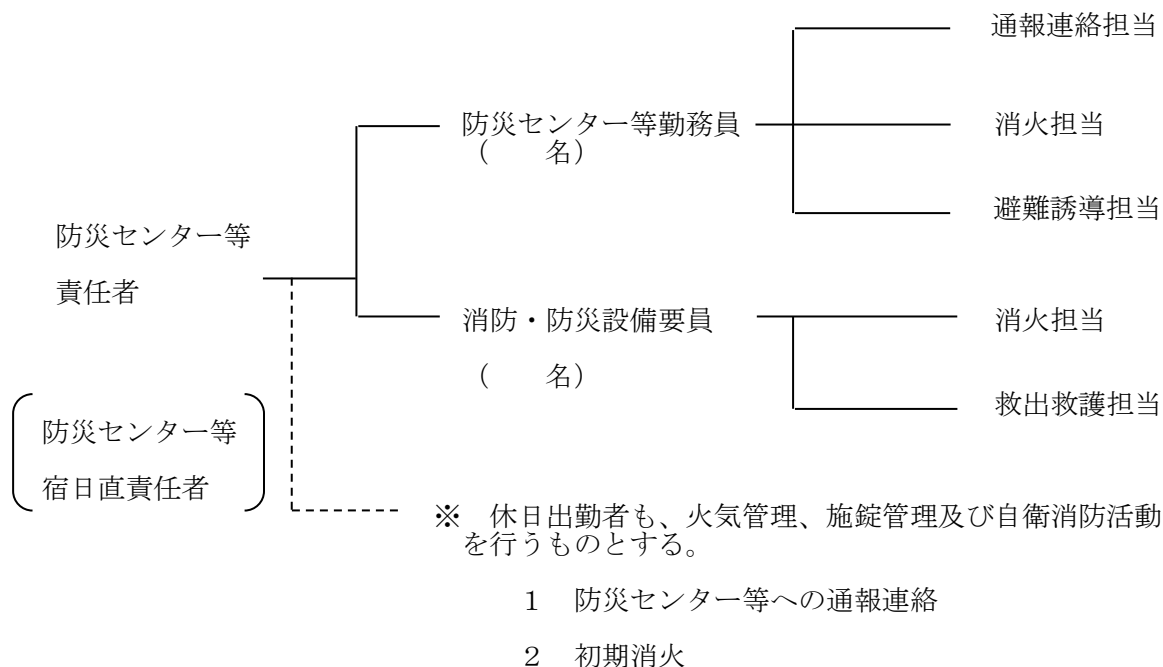 通報連絡担当
防災センター等勤務員
（　　名）
消火担当
避難誘導担当
防災センター等
責任者
消防・防災設備要員
（　　名）
消火担当
救出救護担当
防災センター等
宿日直責任者
※　休日出勤者も、火気管理、施錠管理及び自衛消防活動
を行うものとする。
１　防災センター等への通報連絡
２　初期消火